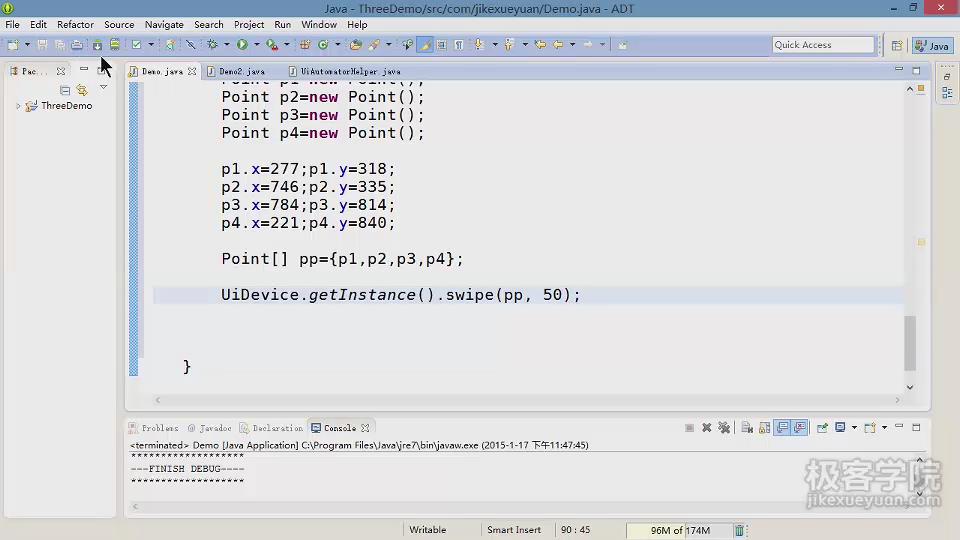 Java - ThreeDemo/src/com/jikexueyuan/Demo.java - ADT
File Edit Refactor Source Navigate Search Project Run Window Help
Quick Access
Java
Pac...
Demo.java
Demo2.java
UiAutomatorHelper.java
ThreeDemo
Point p1=new Point();
Point p2=new Point();
Point p3=new Point();
Point p4=new Point();
p1.x=277;p1.y=318;
p2.x=746;p2.y=335;
p3.x=784;p3.y=814;
p4.x=221;p4.y=840;
Point[] pp={p1,p2,p3,p4};
UiDevice.getInstance().swipe(pp, 50);
}
Problems @ Javadoc Declaration Console
<terminated> Demo [Java Application] C:\Program Files\Java\jre7\bin\javaw.exe (2015-1-17 下午11:47:45)
*******************
---FINISH DEBUG----
*******************
极客学院
jikexueyuan.com
Writable Smart Insert 90 : 45 96M of 174M